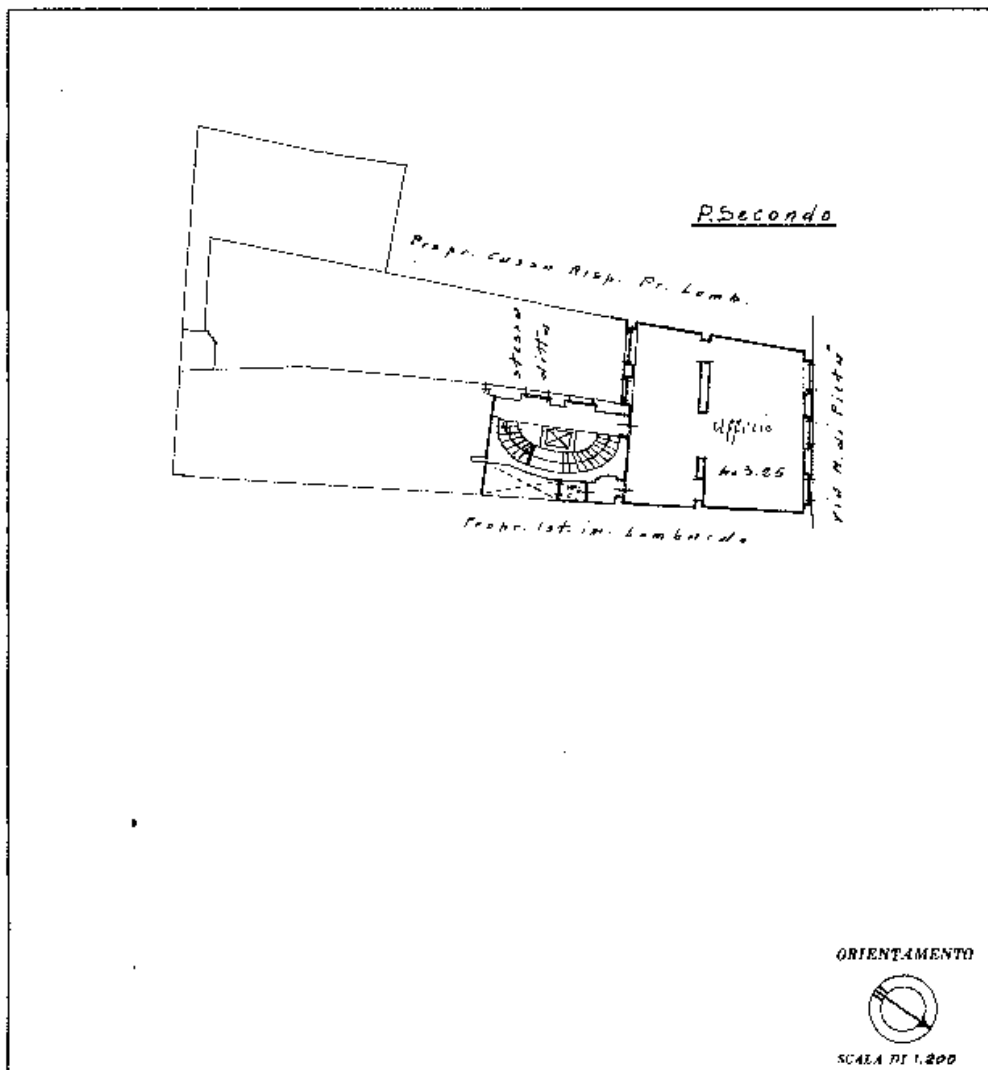 P. Secondo
Propr. Cassa Risp. Pr. Lomb.
stessa
ditta
Ufficio
h= 3.25
Via M. di Pietà
Propr. Ist. im. Lombardo
ORIENTAMENTO
SCALA DI 1:200